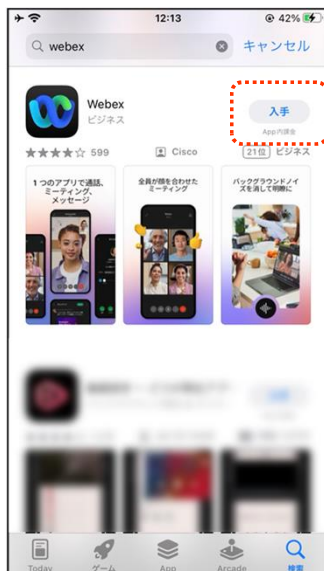 12:13
42%
webex
キャンセル
Webex
ビジネス
入手
App内課金
599
Cisco
21位 ビジネス
1 つのアプリで通話、
ミーティング、
メッセージ
全員が顔を合わせた
ミーティング
バックグラウンドノイ
ズを消して明瞭に
Today
ゲーム
App
Arcade
検索